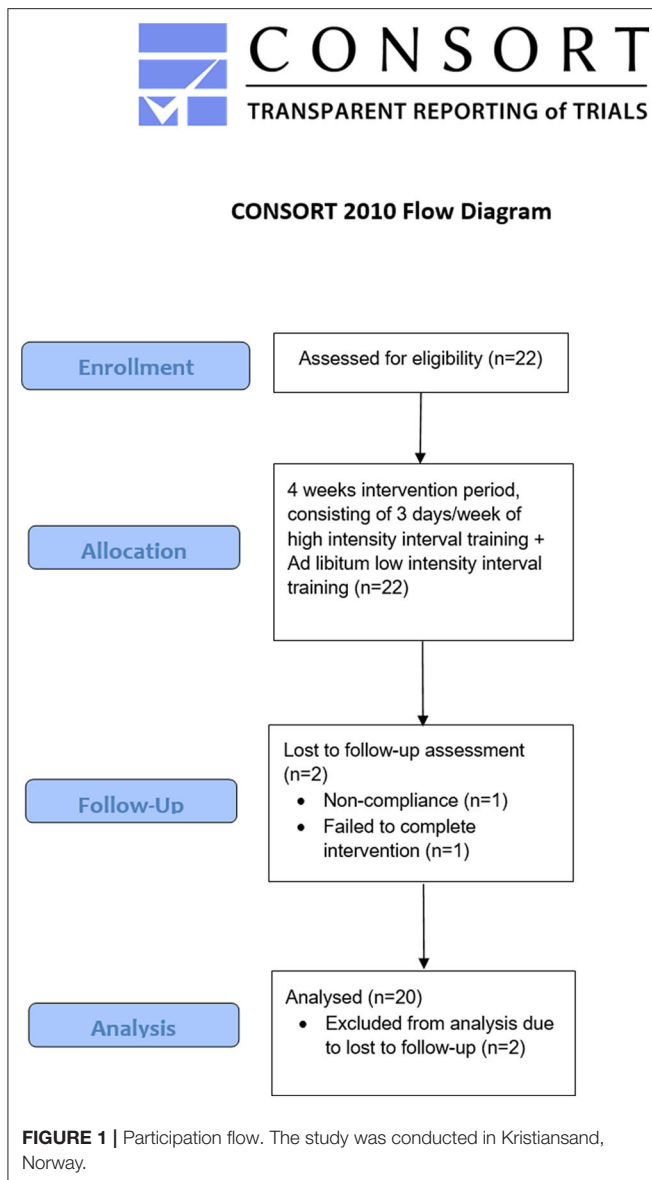 CONSORT
TRANSPARENT REPORTING of TRIALS
CONSORT 2010 Flow Diagram
Enrollment
Assessed for eligibility (n=22)
Allocation
4 weeks intervention period,
consisting of 3 days/week of
high intensity interval training +
Ad libitum low intensity interval
training (n=22)
Follow-Up
Lost to follow-up assessment
(n=2)
• Non-compliance (n=1)
• Failed to complete
intervention (n=1)
Analysis
Analysed (n=20)
• Excluded from analysis due
to lost to follow-up (n=2)
FIGURE 1 | Participation flow. The study was conducted in Kristiansand,
Norway.